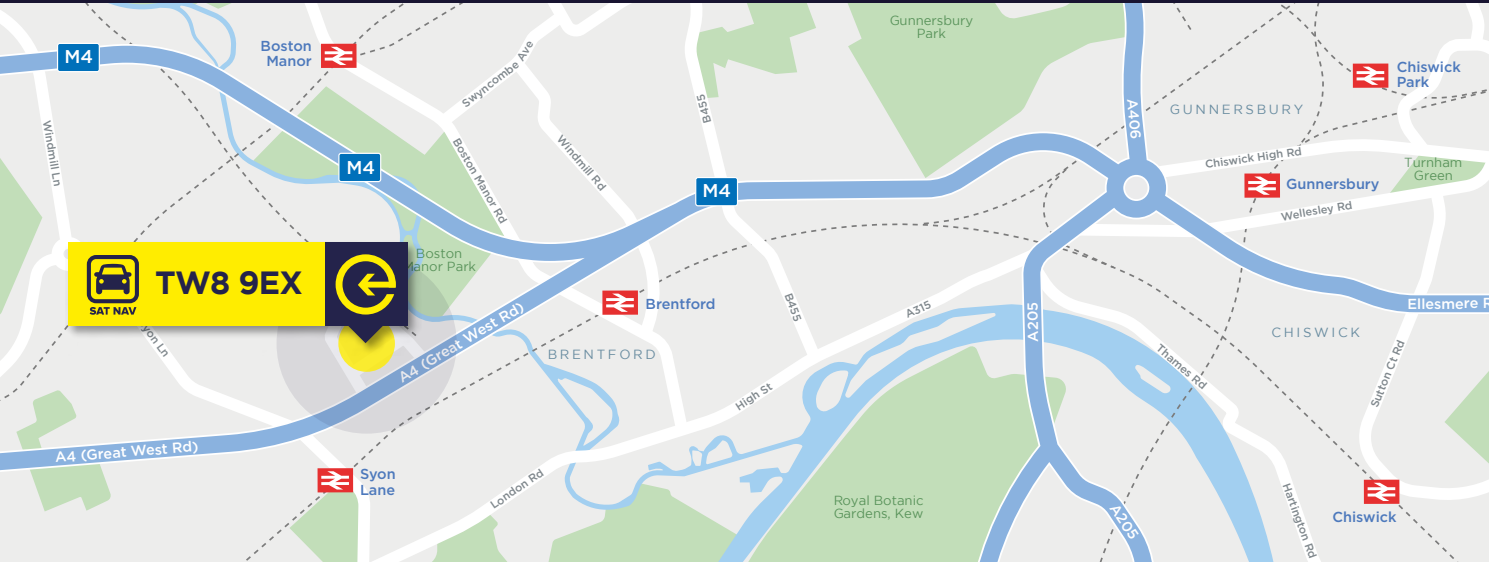 Gunnersbury
Park
Boston
Manor
M4
Swyncombe Ave
Chiswick
Park
B455
A406
GUNNERSBURY
Windmill Ln
Boston Manor Rd
Windmill Rd
Chiswick High Rd
Turnham
Green
M4
M4
Gunnersbury
Wellesley Rd
Boston
Manor Park
TW8 9EX
SAT NAV
Brentford
B455
A315
A205
Ellesmere R
CHISWICK
yon Ln
BRENTFORD
A4 (Great West Rd)
Thames Rd
Sutton Ct Rd
High St
A4 (Great West Rd)
Syon
Lane
London Rd
Royal Botanic
Gardens, Kew
A205
Hartington Rd
Chiswick